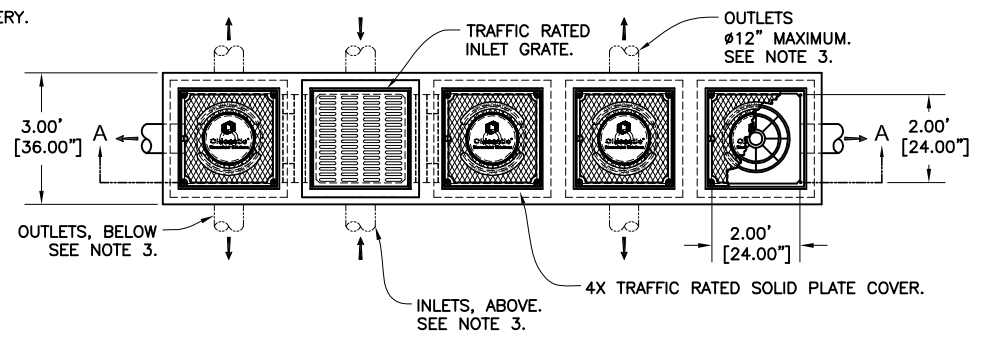 ERY.
TRAFFIC RATED
INLET GRATE.
OUTLETS
ø12" MAXIMUM.
SEE NOTE 3.
3.00'
[36.00"]
A
A
2.00'
[24.00"]
OUTLETS, BELOW
SEE NOTE 3.
2.00'
[24.00"]
4X TRAFFIC RATED SOLID PLATE COVER.
INLETS, ABOVE.
SEE NOTE 3.